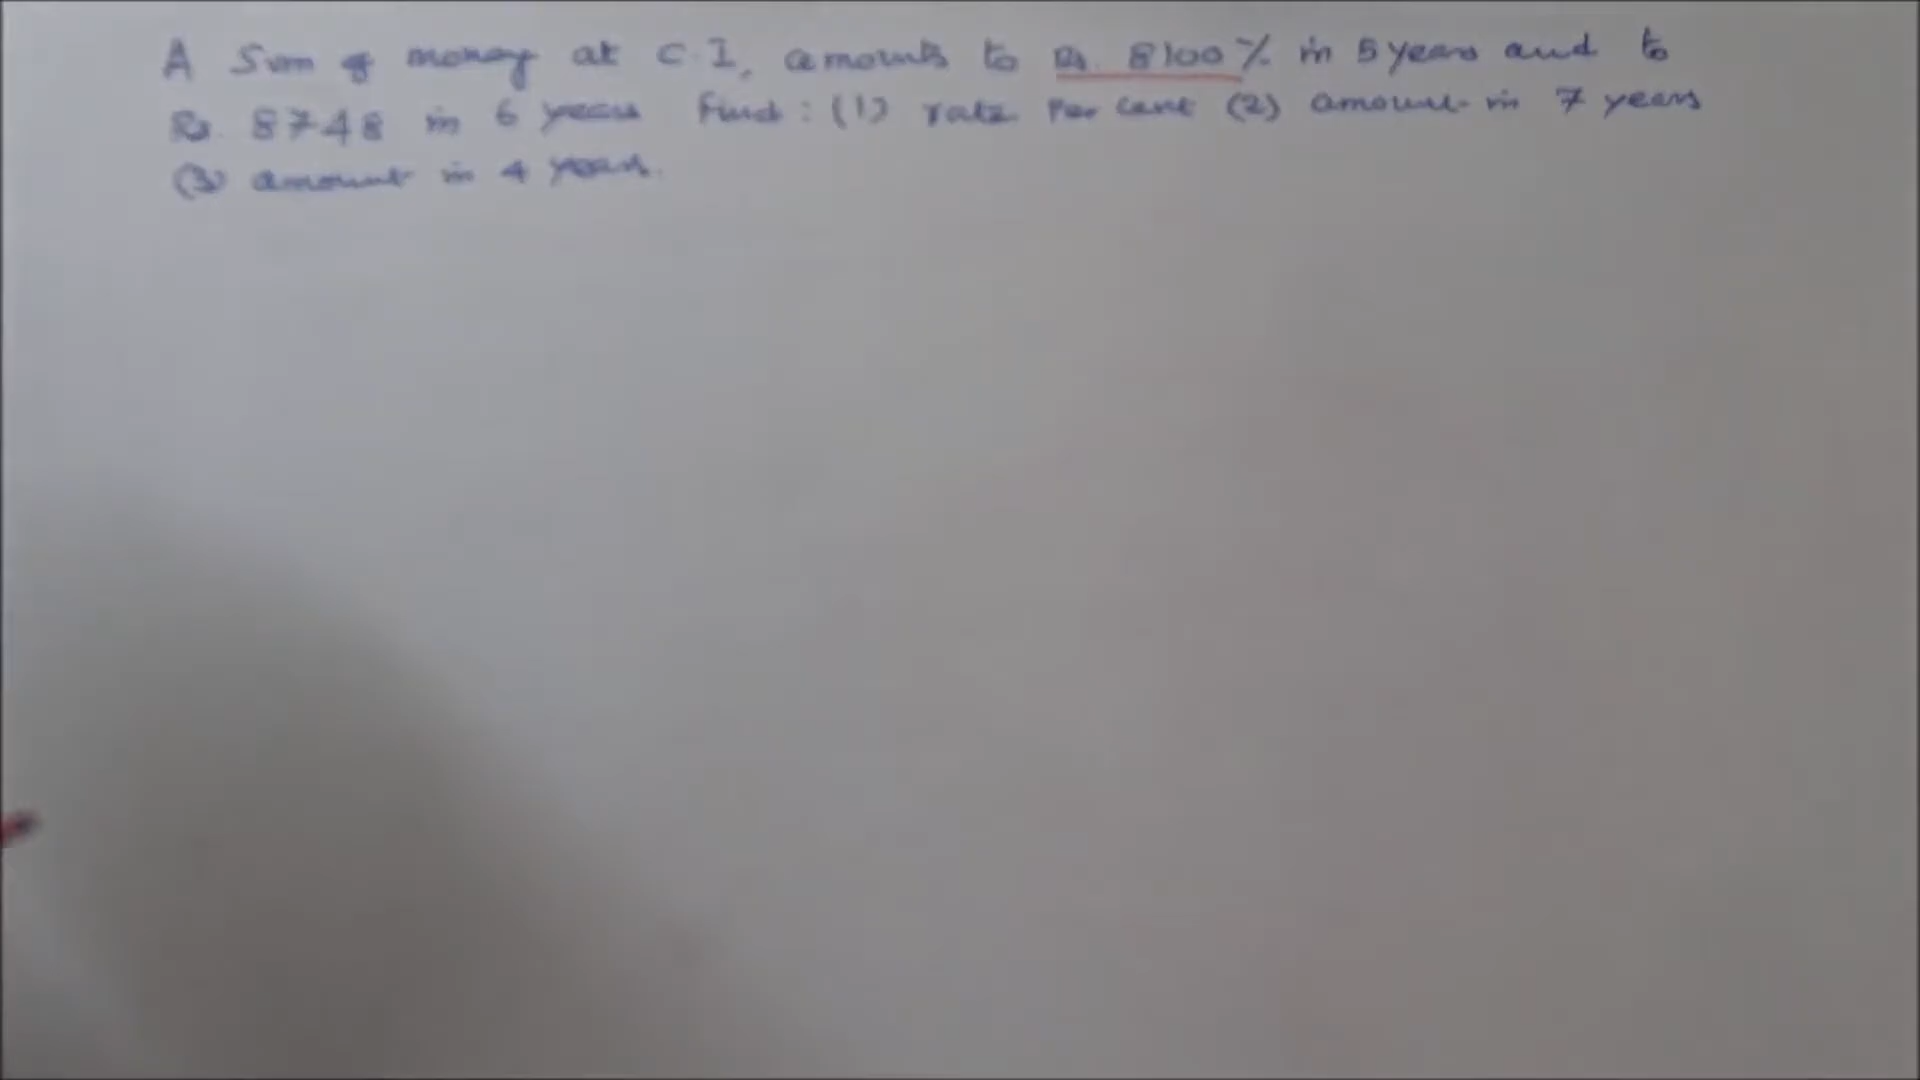 A Sum of money at C.I, amounts to Rs. 8100/. in 5 years and to
Rs. 8748 in 6 years Find : (1) rate Per cent (2) amount in 7 years
(3) amount in 4 years.